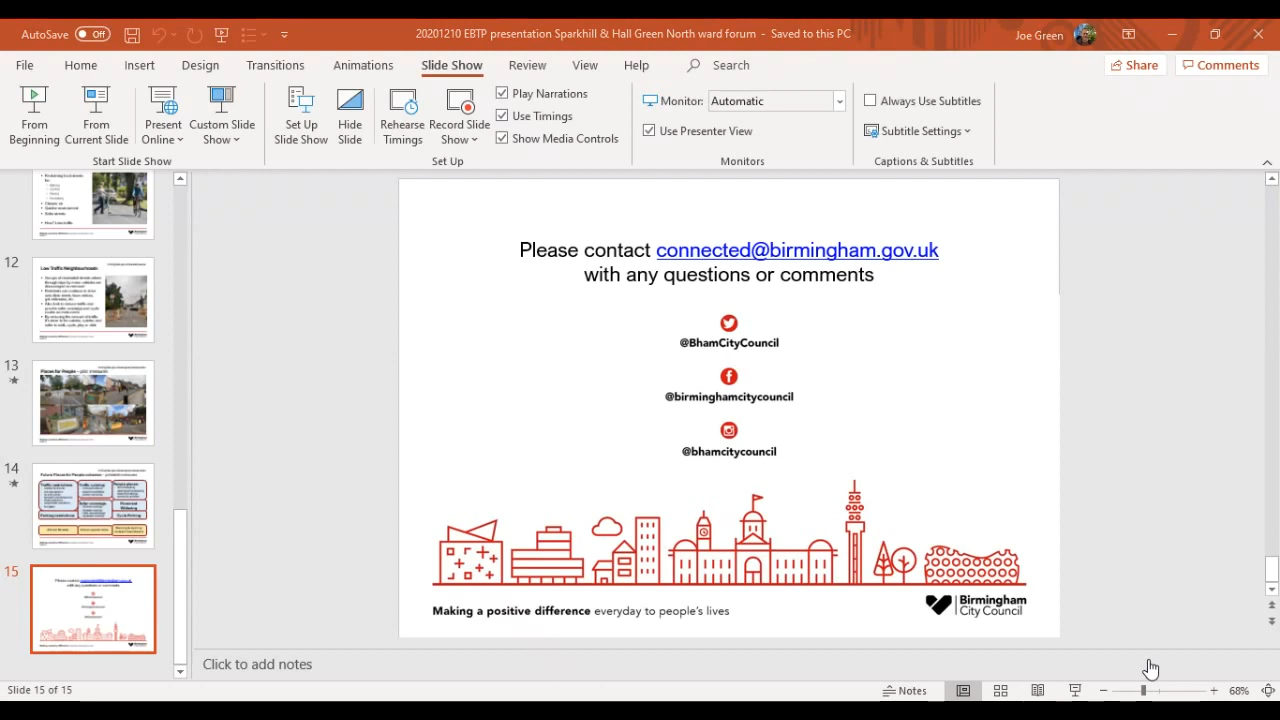 AutoSave Off
20201210 EBTP presentation Sparkhill & Hall Green North ward forum - Saved to this PC
Joe Green
File Home Insert Design Transitions Animations Slide Show Review View Help Search Share Comments
From Beginning
From Current Slide
Present Online
Custom Slide Show
Set Up Slide Show
Hide Slide
Rehearse Timings
Record Slide Show
Play Narrations
Use Timings
Show Media Controls
Monitor: Automatic
Use Presenter View
Always Use Subtitles
Subtitle Settings
Start Slide Show
Set Up
Monitors
Captions & Subtitles
12
Low Traffic Neighbourhoods
13
Places for People - pilot measures
14
15
Please contact connected@birmingham.gov.uk
with any questions or comments
@BhamCityCouncil
@birminghamcitycouncil
@bhamcitycouncil
Making a positive difference everyday to people's lives
Birmingham
City Council
Click to add notes
Slide 15 of 15
Notes
68%